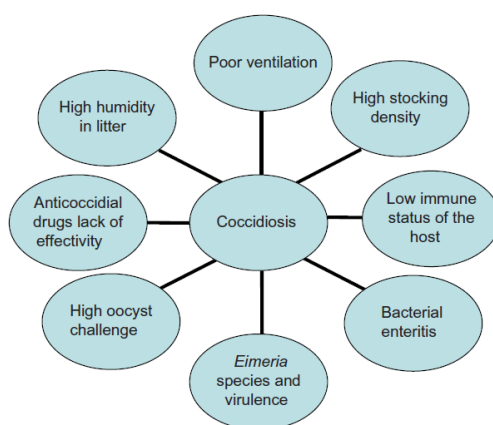 Poor ventilation
High stocking
density
High humidity
in litter
Anticoccidial
drugs lack of
effectivity
Coccidiosis
Low immune
status of the
host
High oocyst
challenge
Bacterial
enteritis
Eimeria
species and
virulence